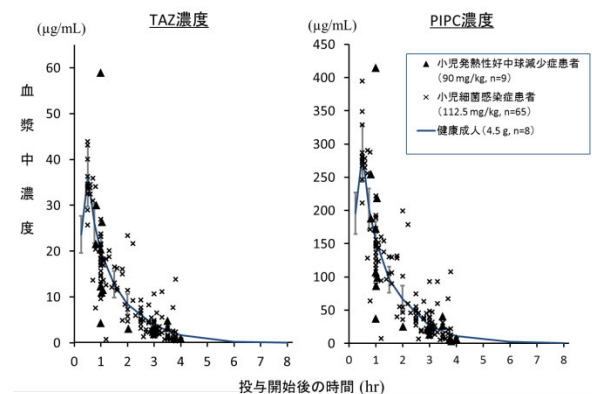 TAZ濃度
PIPC濃度
(μg/mL)
(μg/mL)
血漿中濃度
60
50
40
30
20
10
0
0 1 2 3 4 5 6 7 8
450
400
350
300
250
200
150
100
50
0
0 1 2 3 4 5 6 7 8
▲ 小児発熱性好中球減少症患者
(90 mg/kg, n=9)
× 小児細菌感染症患者
(112.5 mg/kg, n=65)
健康成人(4.5 g, n=8)
投与開始後の時間 (hr)